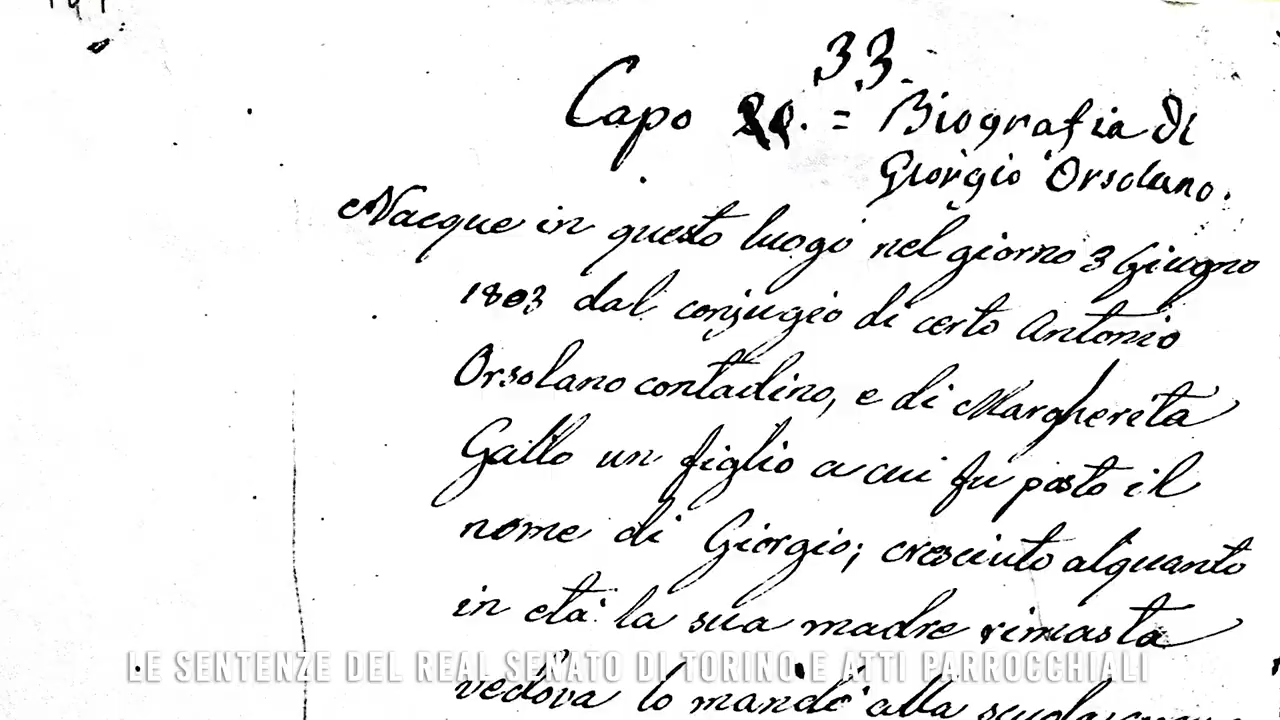 33.
Capo = Biografia di
Giorgio Orsolano.
Nacque in questo luogo nel giorno 3 Giugno
1803 dal conjugio di certo Antonio
Orsolano contadino, e di Margherita
Gallo un figlio a cui fu posto il
nome di Giorgio; cresciuto alquanto
in età la sua madre rimasta
LE SENTENZE DEL REAL SENATO DI TORINO E ATTI PARROCCHIALI
vedova lo mandò alla